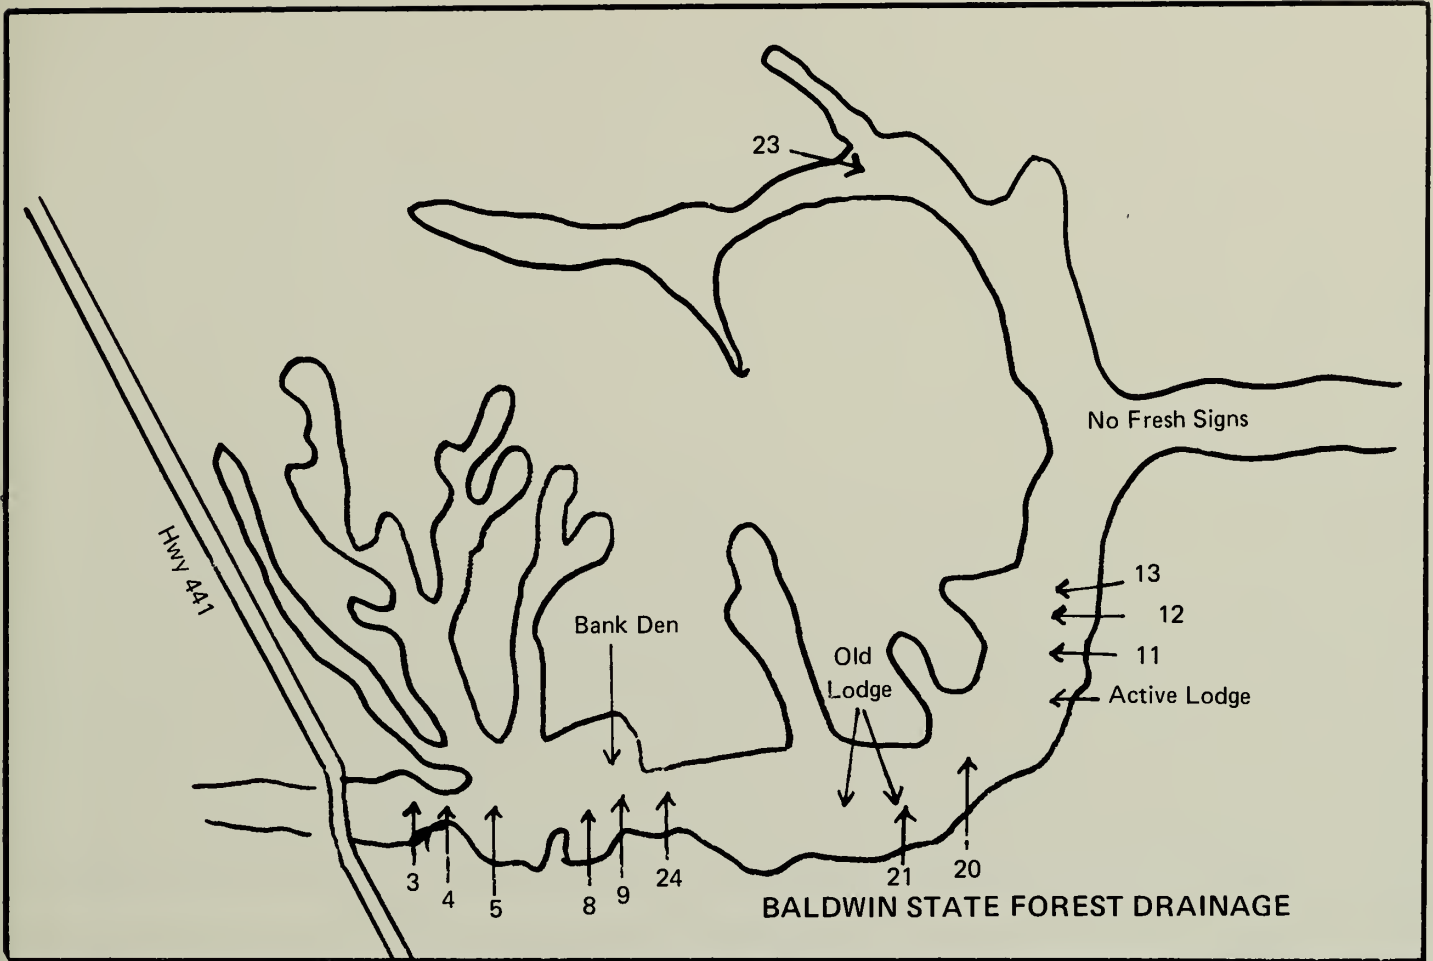 23
No Fresh Signs
Hwy 441
13
Bank Den
12
Old
Lodge
11
Active Lodge
3
4
5
8
9
24
21
20
BALDWIN STATE FOREST DRAINAGE